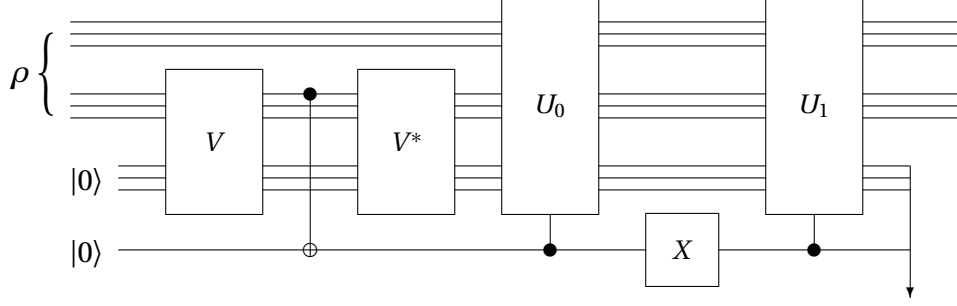 ρ
V
V*
U₀
U₁
|0⟩
|0⟩
X